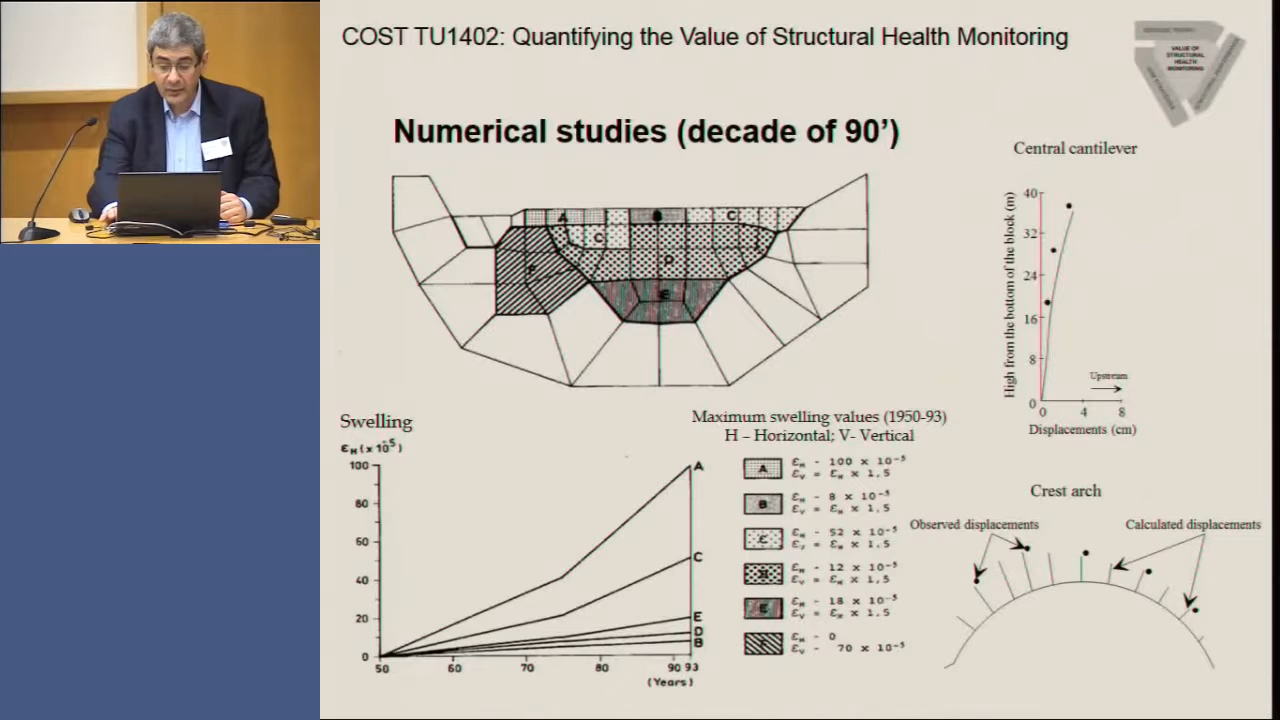 COST TU1402: Quantifying the Value of Structural Health Monitoring
VALUE OF
STRUCTURAL
HEALTH
MONITORING
Numerical studies (decade of 90')
A
B
C
C
D
E
F
Central cantilever
High from the bottom of the block (m)
40
32
24
16
8
0
0 4 8
Upstream
Displacements (cm)
Swelling
εH (x 10⁻⁵)
100
80
60
40
20
0
50 60 70 80 90 93
(Years)
A
C
E
D
B
Maximum swelling values (1950-93)
H – Horizontal; V- Vertical
A εH - 100 x 10⁻⁵
εV = εH x 1,5
B εH - 8 x 10⁻⁵
εV = εH x 1,5
C εH - 52 x 10⁻⁵
εV = εH x 1,5
εH - 12 x 10⁻⁵
εV = εH x 1,5
E εH - 18 x 10⁻⁵
εV = εH x 1,5
F εH - 0
εV - 70 x 10⁻⁵
Crest arch
Observed displacements
Calculated displacements